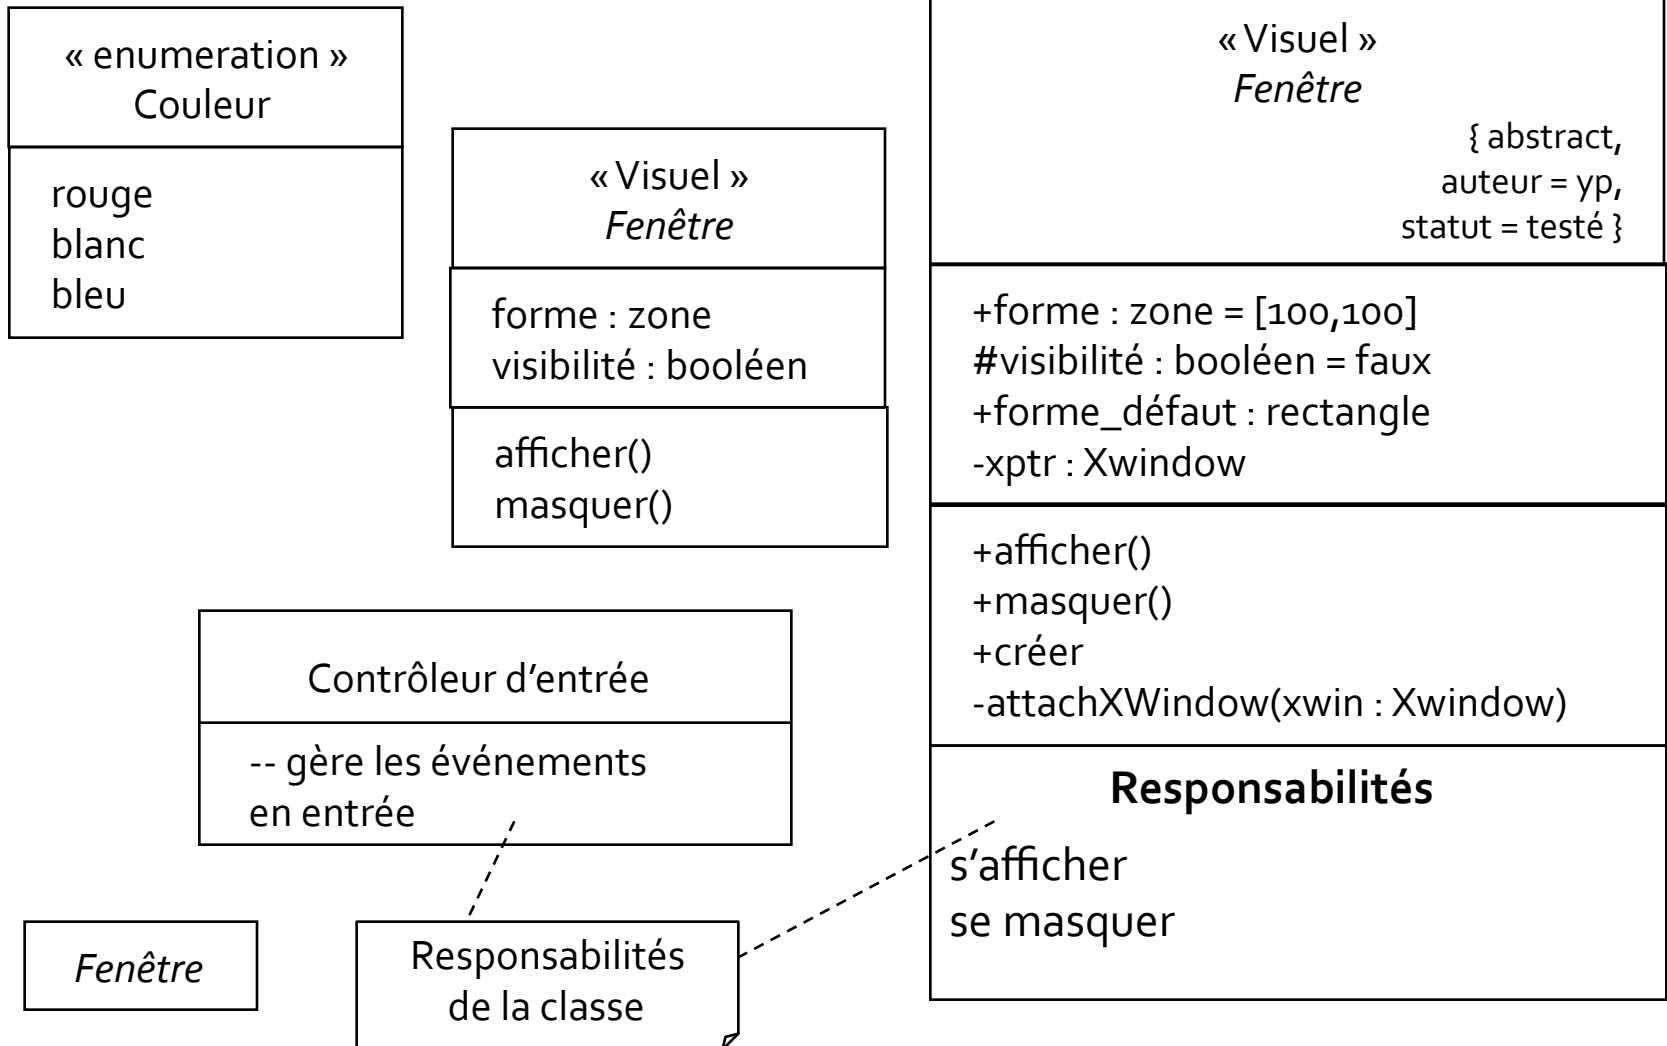 « enumeration »
Couleur
rouge
blanc
bleu
« Visuel »
Fenêtre
forme : zone
visibilité : booléen
afficher()
masquer()
« Visuel »
Fenêtre
{ abstract,
auteur = yp,
statut = testé }
+forme : zone = [100,100]
#visibilité : booléen = faux
+forme_défaut : rectangle
-xptr : Xwindow
+afficher()
+masquer()
+créer
-attachXWindow(xwin : Xwindow)
Responsabilités
s’afficher
se masquer
Contrôleur d’entrée
-- gère les événements
en entrée
Fenêtre
Responsabilités
de la classe